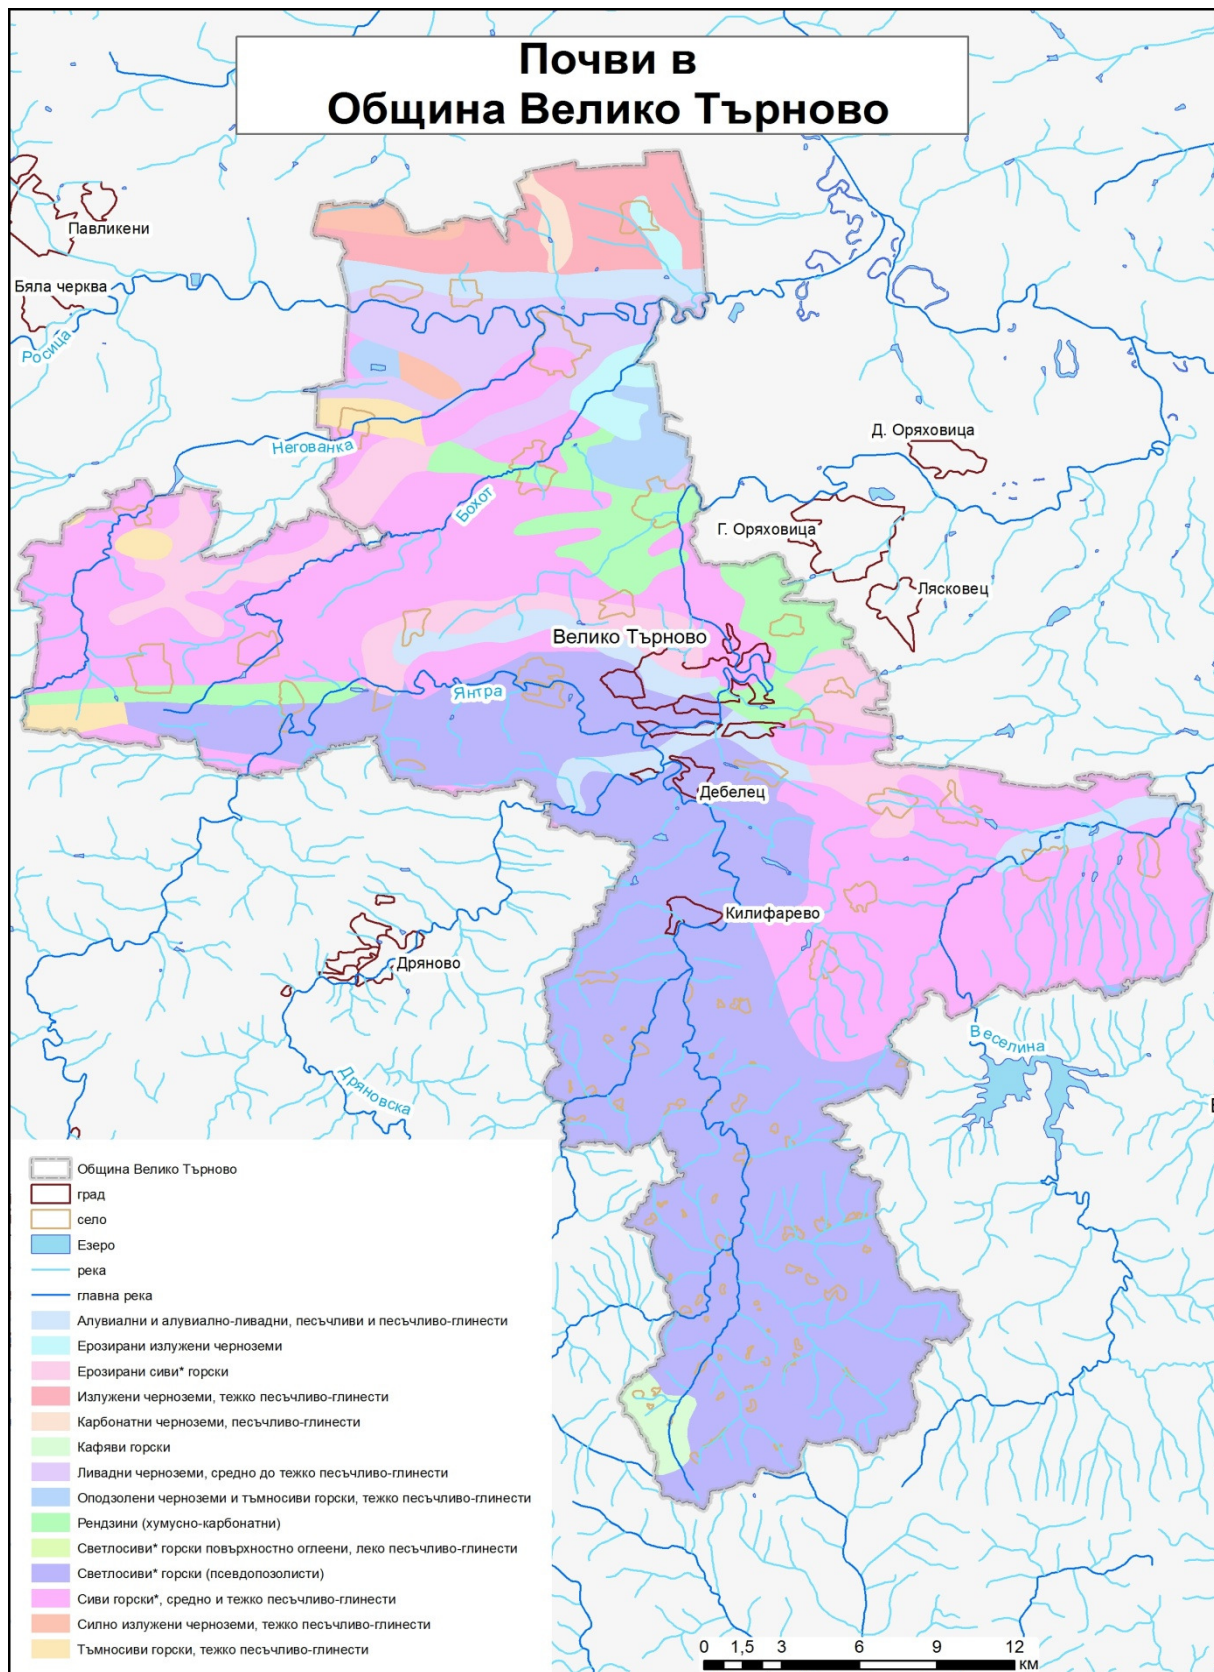 Почви в
Община Велико Търново
Павликени
Бяла черква
Росица
Негованка
Бохот
Д. Оряховица
Г. Оряховица
Лясковец
Велико Търново
Янтра
Дебелец
Килифарево
Дряново
Веселина
Дряновска
Община Велико Търново
град
село
Езеро
река
главна река
Алувиални и алувиално-ливадни, песъчливи и песъчливо-глинести
Ерозирани излужени черноземи
Ерозирани сиви* горски
Излужени черноземи, тежко песъчливо-глинести
Карбонатни черноземи, песъчливо-глинести
Кафяви горски
Ливадни черноземи, средно до тежко песъчливо-глинести
Оподзолени черноземи и тъмносиви горски, тежко песъчливо-глинести
Рендзини (хумусно-карбонатни)
Светлосиви* горски повърхностно оглеени, леко песъчливо-глинести
Светлосиви* горски (псевдопозолисти)
Сиви горски*, средно и тежко песъчливо-глинести
Силно излужени черноземи, тежко песъчливо-глинести
Тъмносиви горски, тежко песъчливо-глинести
0 1,5 3 6 9 12
км